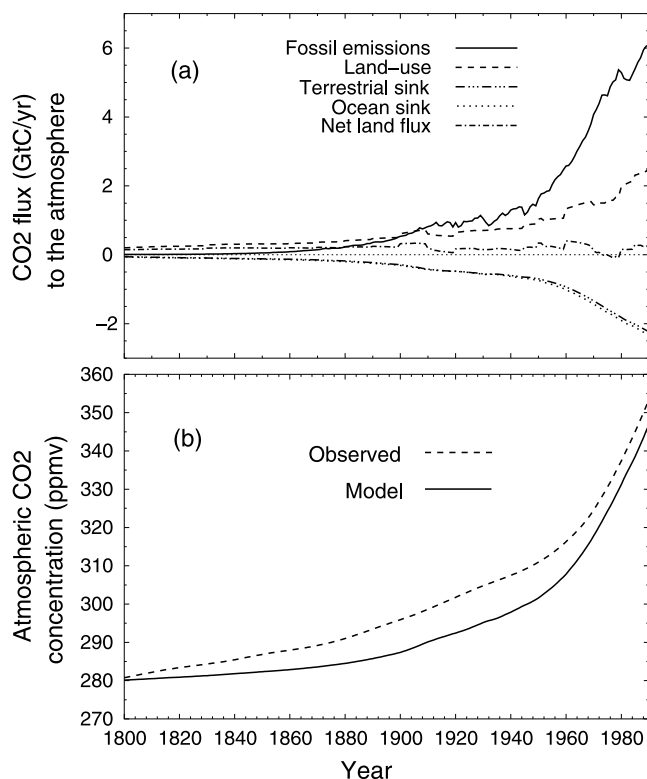 (a)
Fossil emissions
Land–use
Terrestrial sink
Ocean sink
Net land flux
CO2 flux (GtC/yr)
to the atmosphere
6
4
2
0
−2
(b)
Observed
Model
Atmospheric CO2
concentration (ppmv)
360
350
340
330
320
310
300
290
280
270
1800 1820 1840 1860 1880 1900 1920 1940 1960 1980
Year